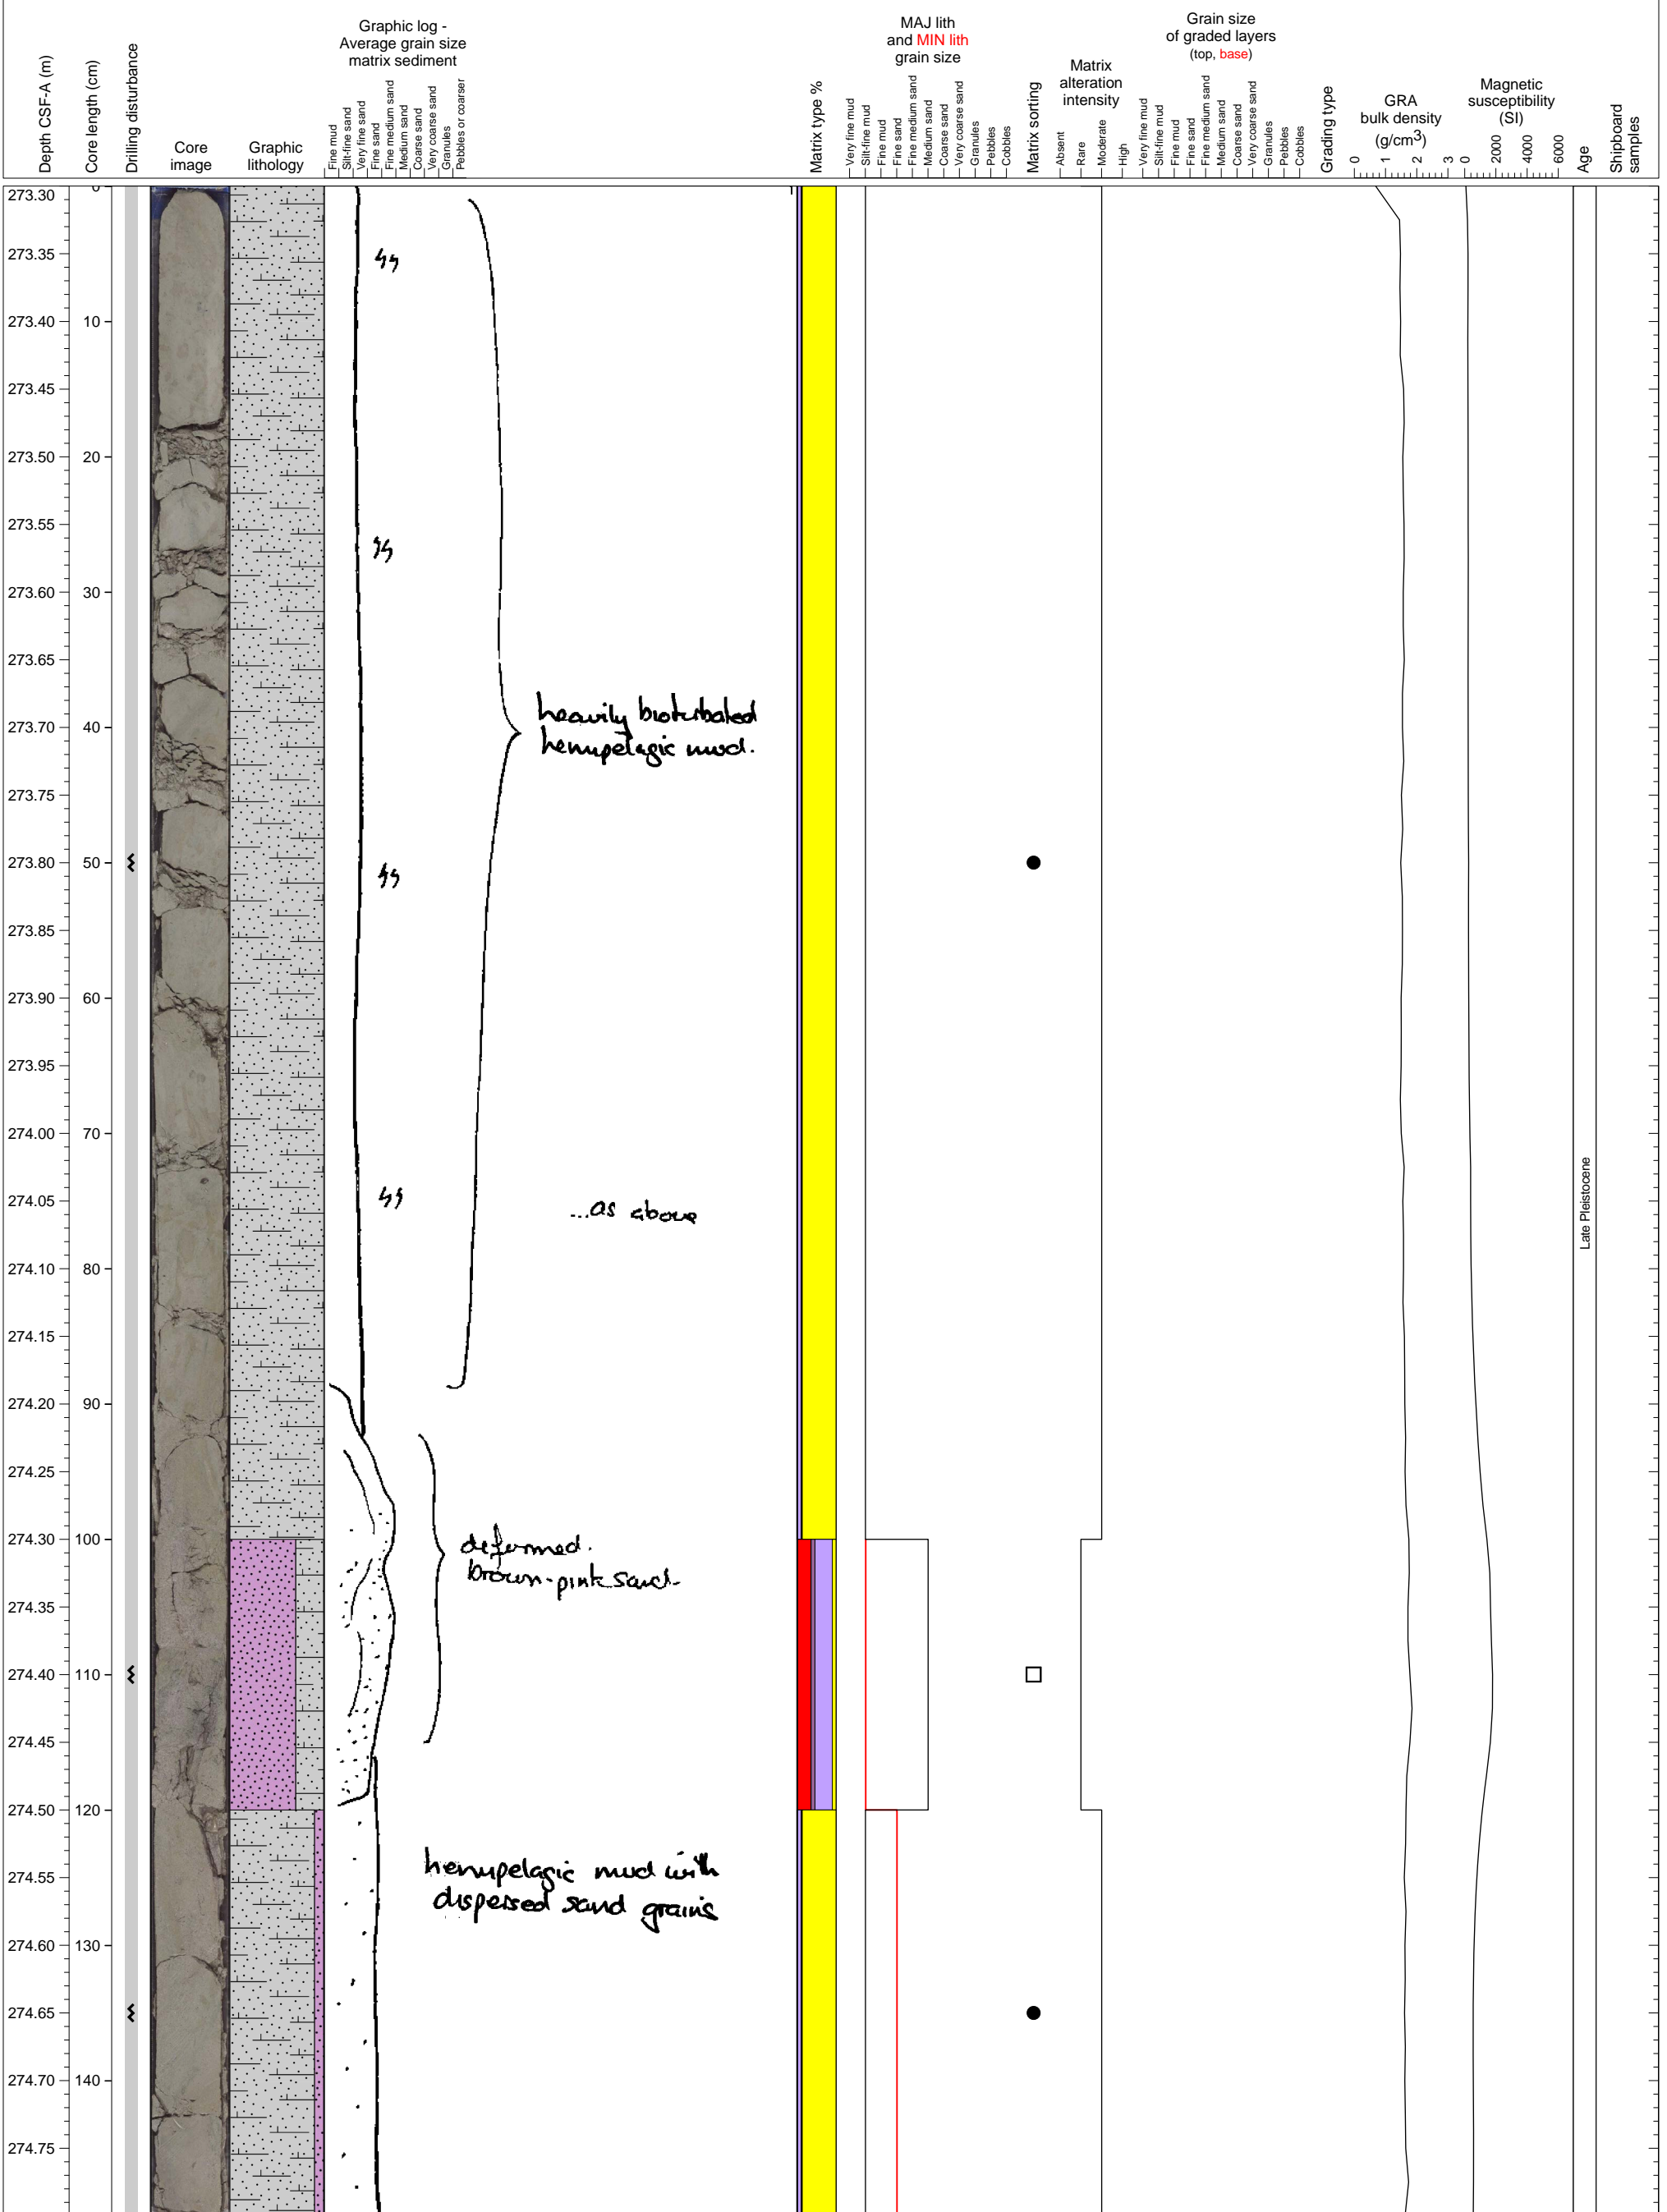 Depth CSF-A (m)
Core length (cm)
Drilling disturbance
Core
image
Graphic
lithology
Graphic log -
Average grain size
matrix sediment
Fine mud
Silt-fine sand
Very fine sand
Fine sand
Fine medium sand
Medium sand
Coarse sand
Very coarse sand
Granules
Pebbles or coarser
Matrix type %
MAJ lith
and MIN lith
grain size
Very fine mud
Silt-fine mud
Fine mud
Fine sand
Fine medium sand
Medium sand
Coarse sand
Very coarse sand
Granules
Pebbles
Cobbles
Matrix sorting
Matrix
alteration
intensity
Absent
Rare
Moderate
High
Grain size
of graded layers
(top, base)
Very fine mud
Silt-fine mud
Fine mud
Fine sand
Fine medium sand
Medium sand
Coarse sand
Very coarse sand
Granules
Pebbles
Cobbles
Grading type
GRA
bulk density
(g/cm3)
0 1 2 3
Magnetic
susceptibility
(SI)
0 2000 4000 6000
Age
Shipboard
samples
273.30 0
273.35
273.40 10
273.45
273.50 20
273.55
273.60 30
273.65
heavily bioturbated
273.70 40
hemipelagic mud.
273.75
273.80 50
273.85
273.90 60
273.95
274.00 70
274.05
...as above
Late Pleistocene
274.10 80
274.15
274.20 90
274.25
274.30 100
deformed.
brown-pink sand.
274.35
274.40 110
274.45
274.50 120
hemipelagic mud with
274.55
dispersed sand grains
274.60 130
274.65
274.70 140
274.75